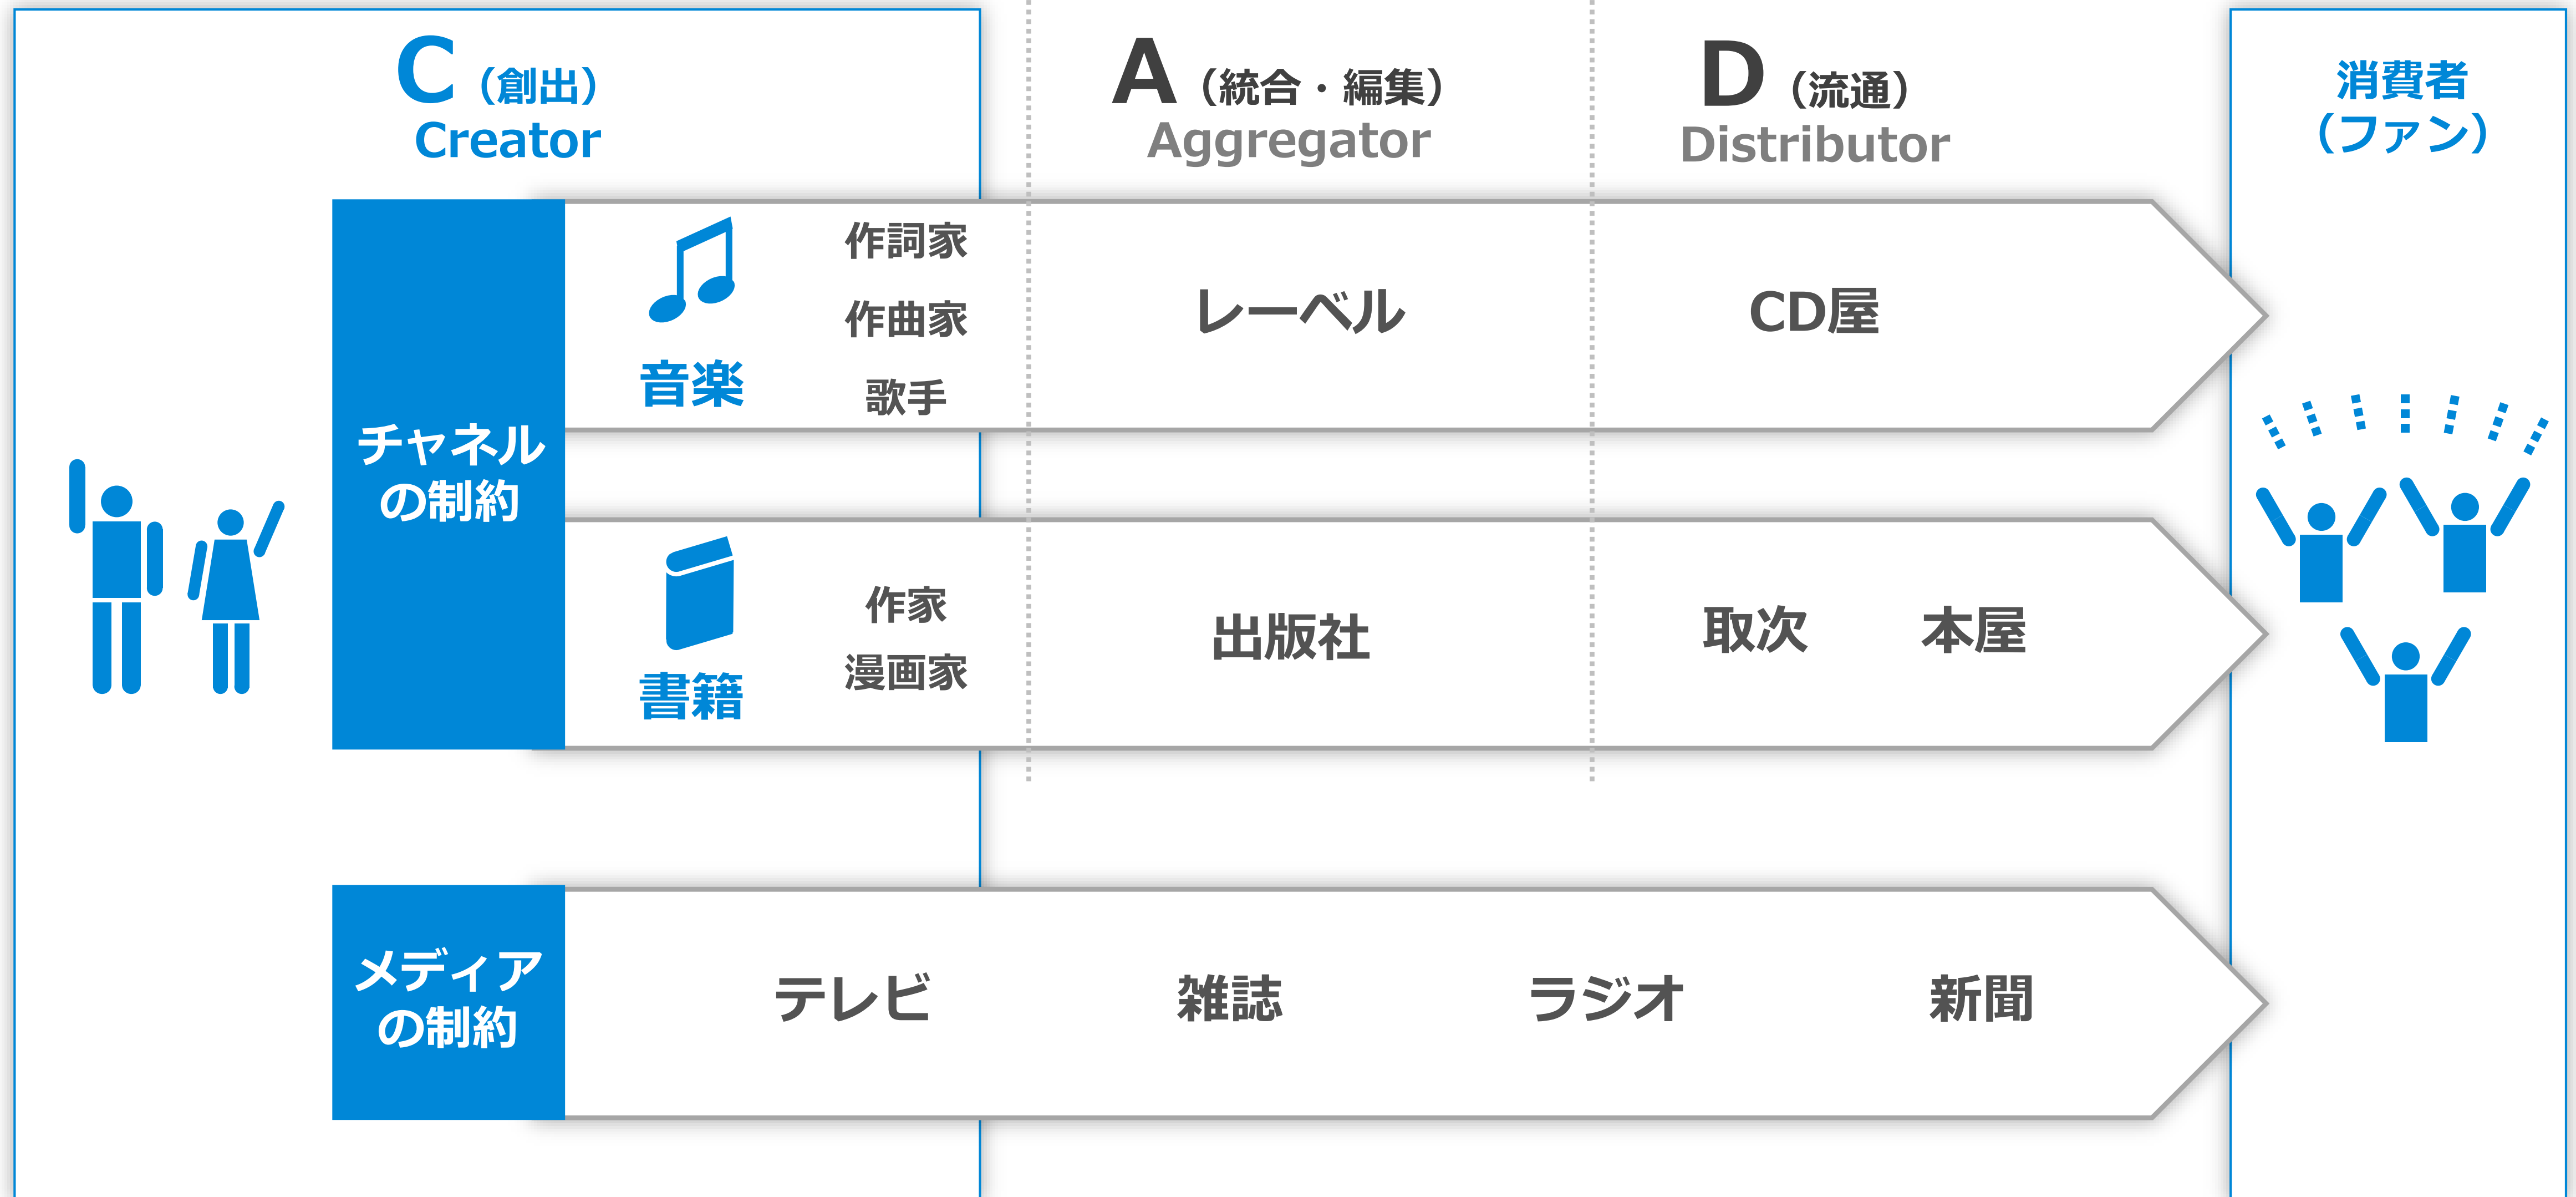 C（創出）
Creator
A（統合・編集）
Aggregator
D（流通）
Distributor
消費者
（ファン）
チャネル
の制約
音楽
作詞家
作曲家
歌手
レーベル
CD屋
書籍
作家
漫画家
出版社
取次 本屋
メディア
の制約
テレビ 雑誌 ラジオ 新聞